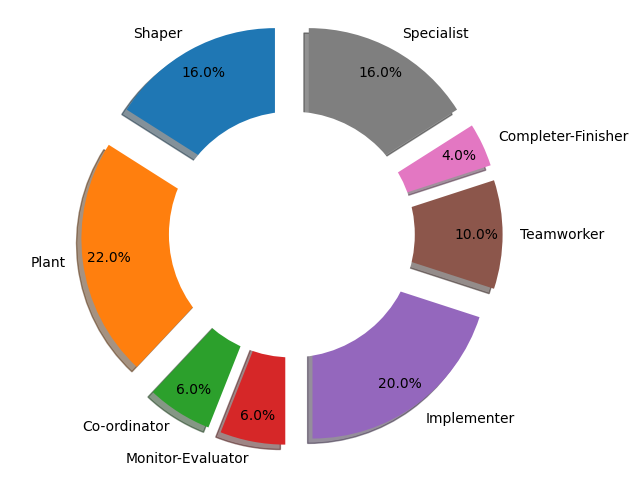 Shaper
16.0%
Specialist
16.0%
Completer-Finisher
4.0%
Teamworker
10.0%
Plant
22.0%
Implementer
20.0%
Co-ordinator
6.0%
Monitor-Evaluator
6.0%